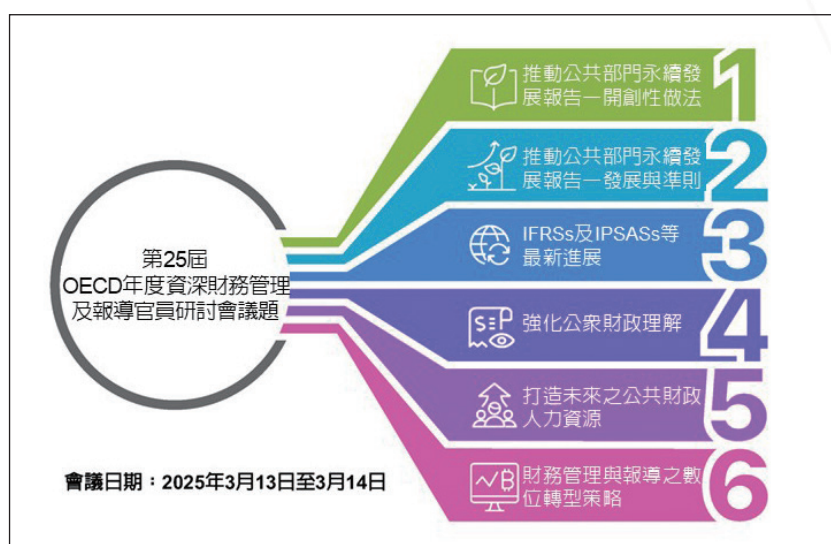 第25屆
OECD年度資深財務管理
及報導官員研討會議題
會議日期：2025年3月13日至3月14日
推動公共部門永續發
展報告—開創性做法
1
推動公共部門永續發
展報告—發展與準則
2
IFRSs及IPSASs等
最新進展
3
強化公眾財政理解
4
打造未來之公共財政
人力資源
5
財務管理與報導之數
位轉型策略
6